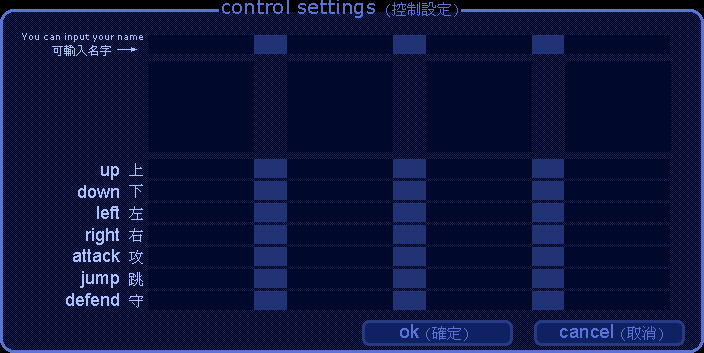 control settings (控制設定)
You can input your name
可輸入名字
up 上
down 下
left 左
right 右
attack 攻
jump 跳
defend 守
ok (確定)
cancel (取消)